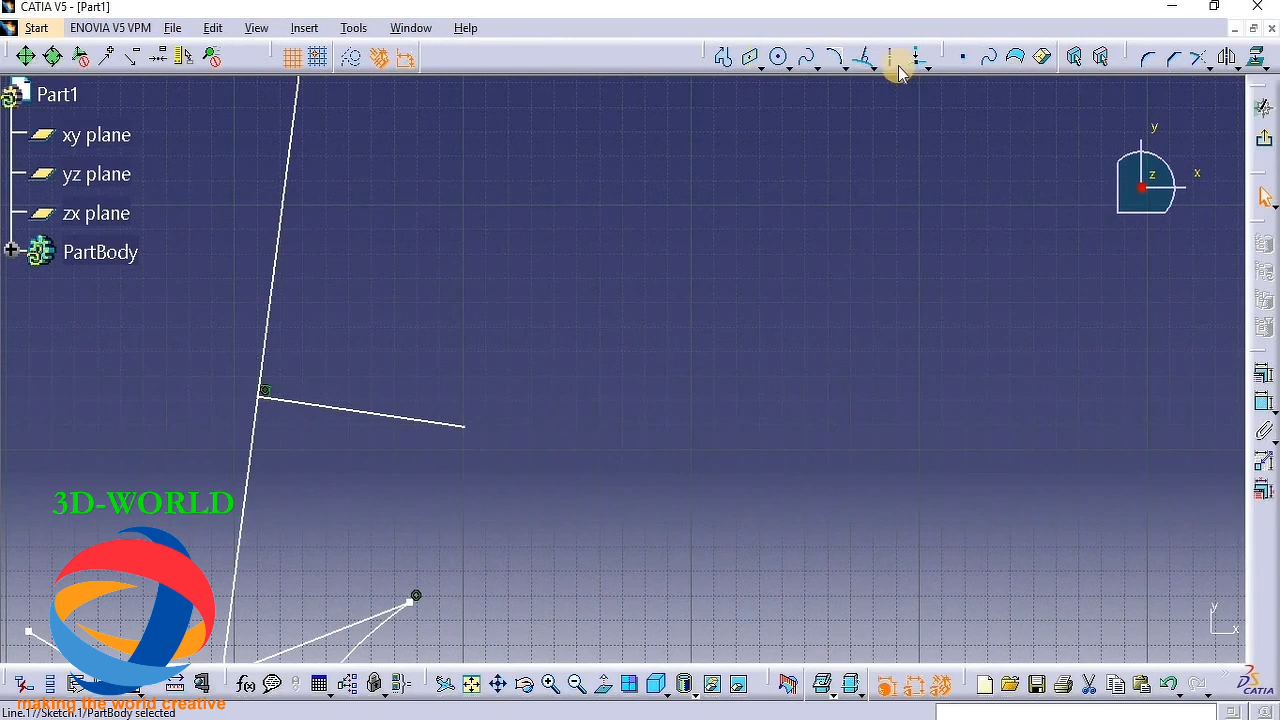 CATIA V5 - [Part1]
Start ENOVIA V5 VPM File Edit View Insert Tools Window Help
Part1
xy plane
yz plane
zx plane
PartBody
y
z x
3D-WORLD
y
x
f(x)
CATIA
making the world creative
Line.17/Sketch.1/PartBody selected